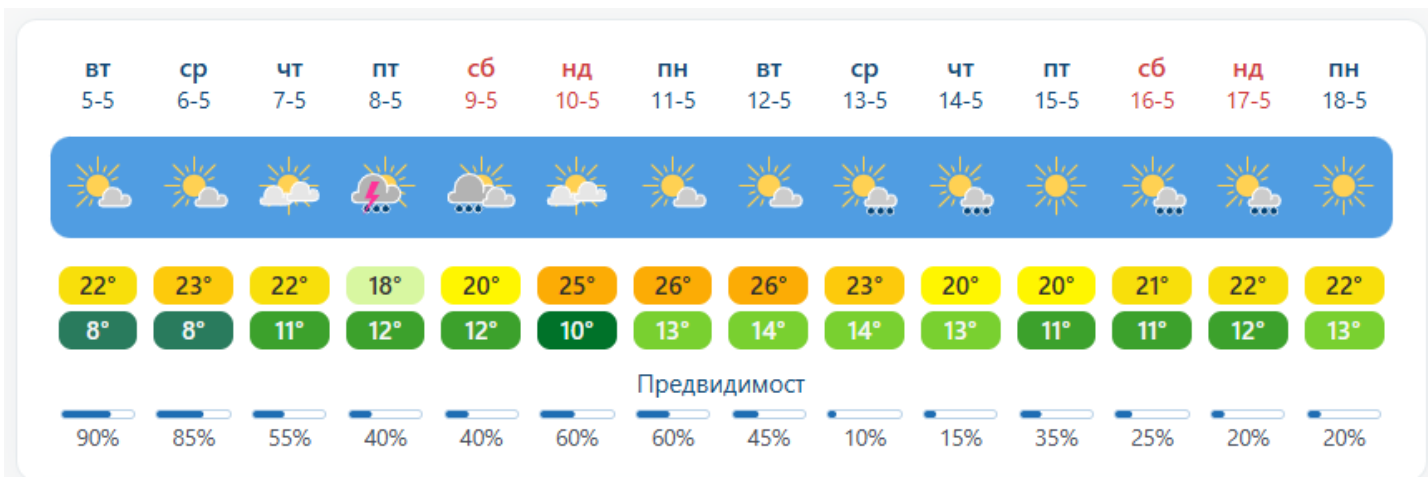 вт ср чт пт сб нд пн вт ср чт пт сб нд пн
5-5 6-5 7-5 8-5 9-5 10-5 11-5 12-5 13-5 14-5 15-5 16-5 17-5 18-5
22° 23° 22° 18° 20° 25° 26° 26° 23° 20° 20° 21° 22° 22°
8° 8° 11° 12° 12° 10° 13° 14° 14° 13° 11° 11° 12° 13°
Предвидимост
90% 85% 55% 40% 40% 60% 60% 45% 10% 15% 35% 25% 20% 20%